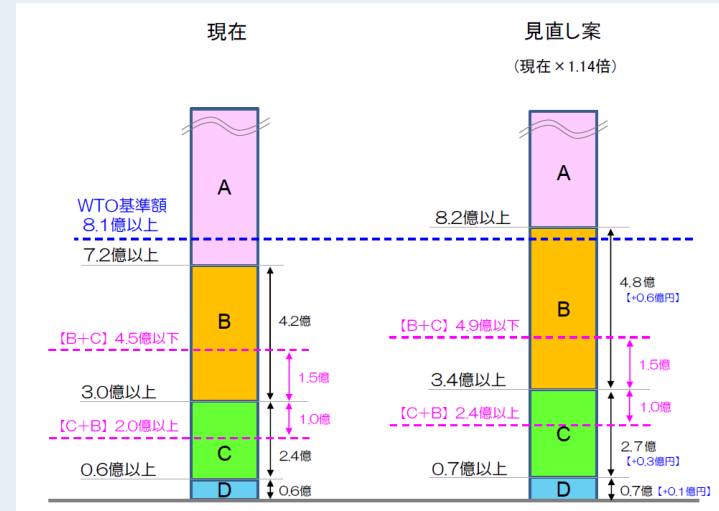 現在
見直し案
（現在×1.14倍）
A
WTO基準額
8.1億以上
7.2億以上
B
4.2億
【B+C】4.5億以下
1.5億
3.0億以上
1.0億
【C+B】2.0億以上
C
2.4億
0.6億以上
D
0.6億
A
8.2億以上
4.8億
【+0.6億円】
B
【B+C】4.9億以下
1.5億
3.4億以上
1.0億
【C+B】2.4億以上
C
2.7億
【+0.3億円】
0.7億以上
D
0.7億【+0.1億円】